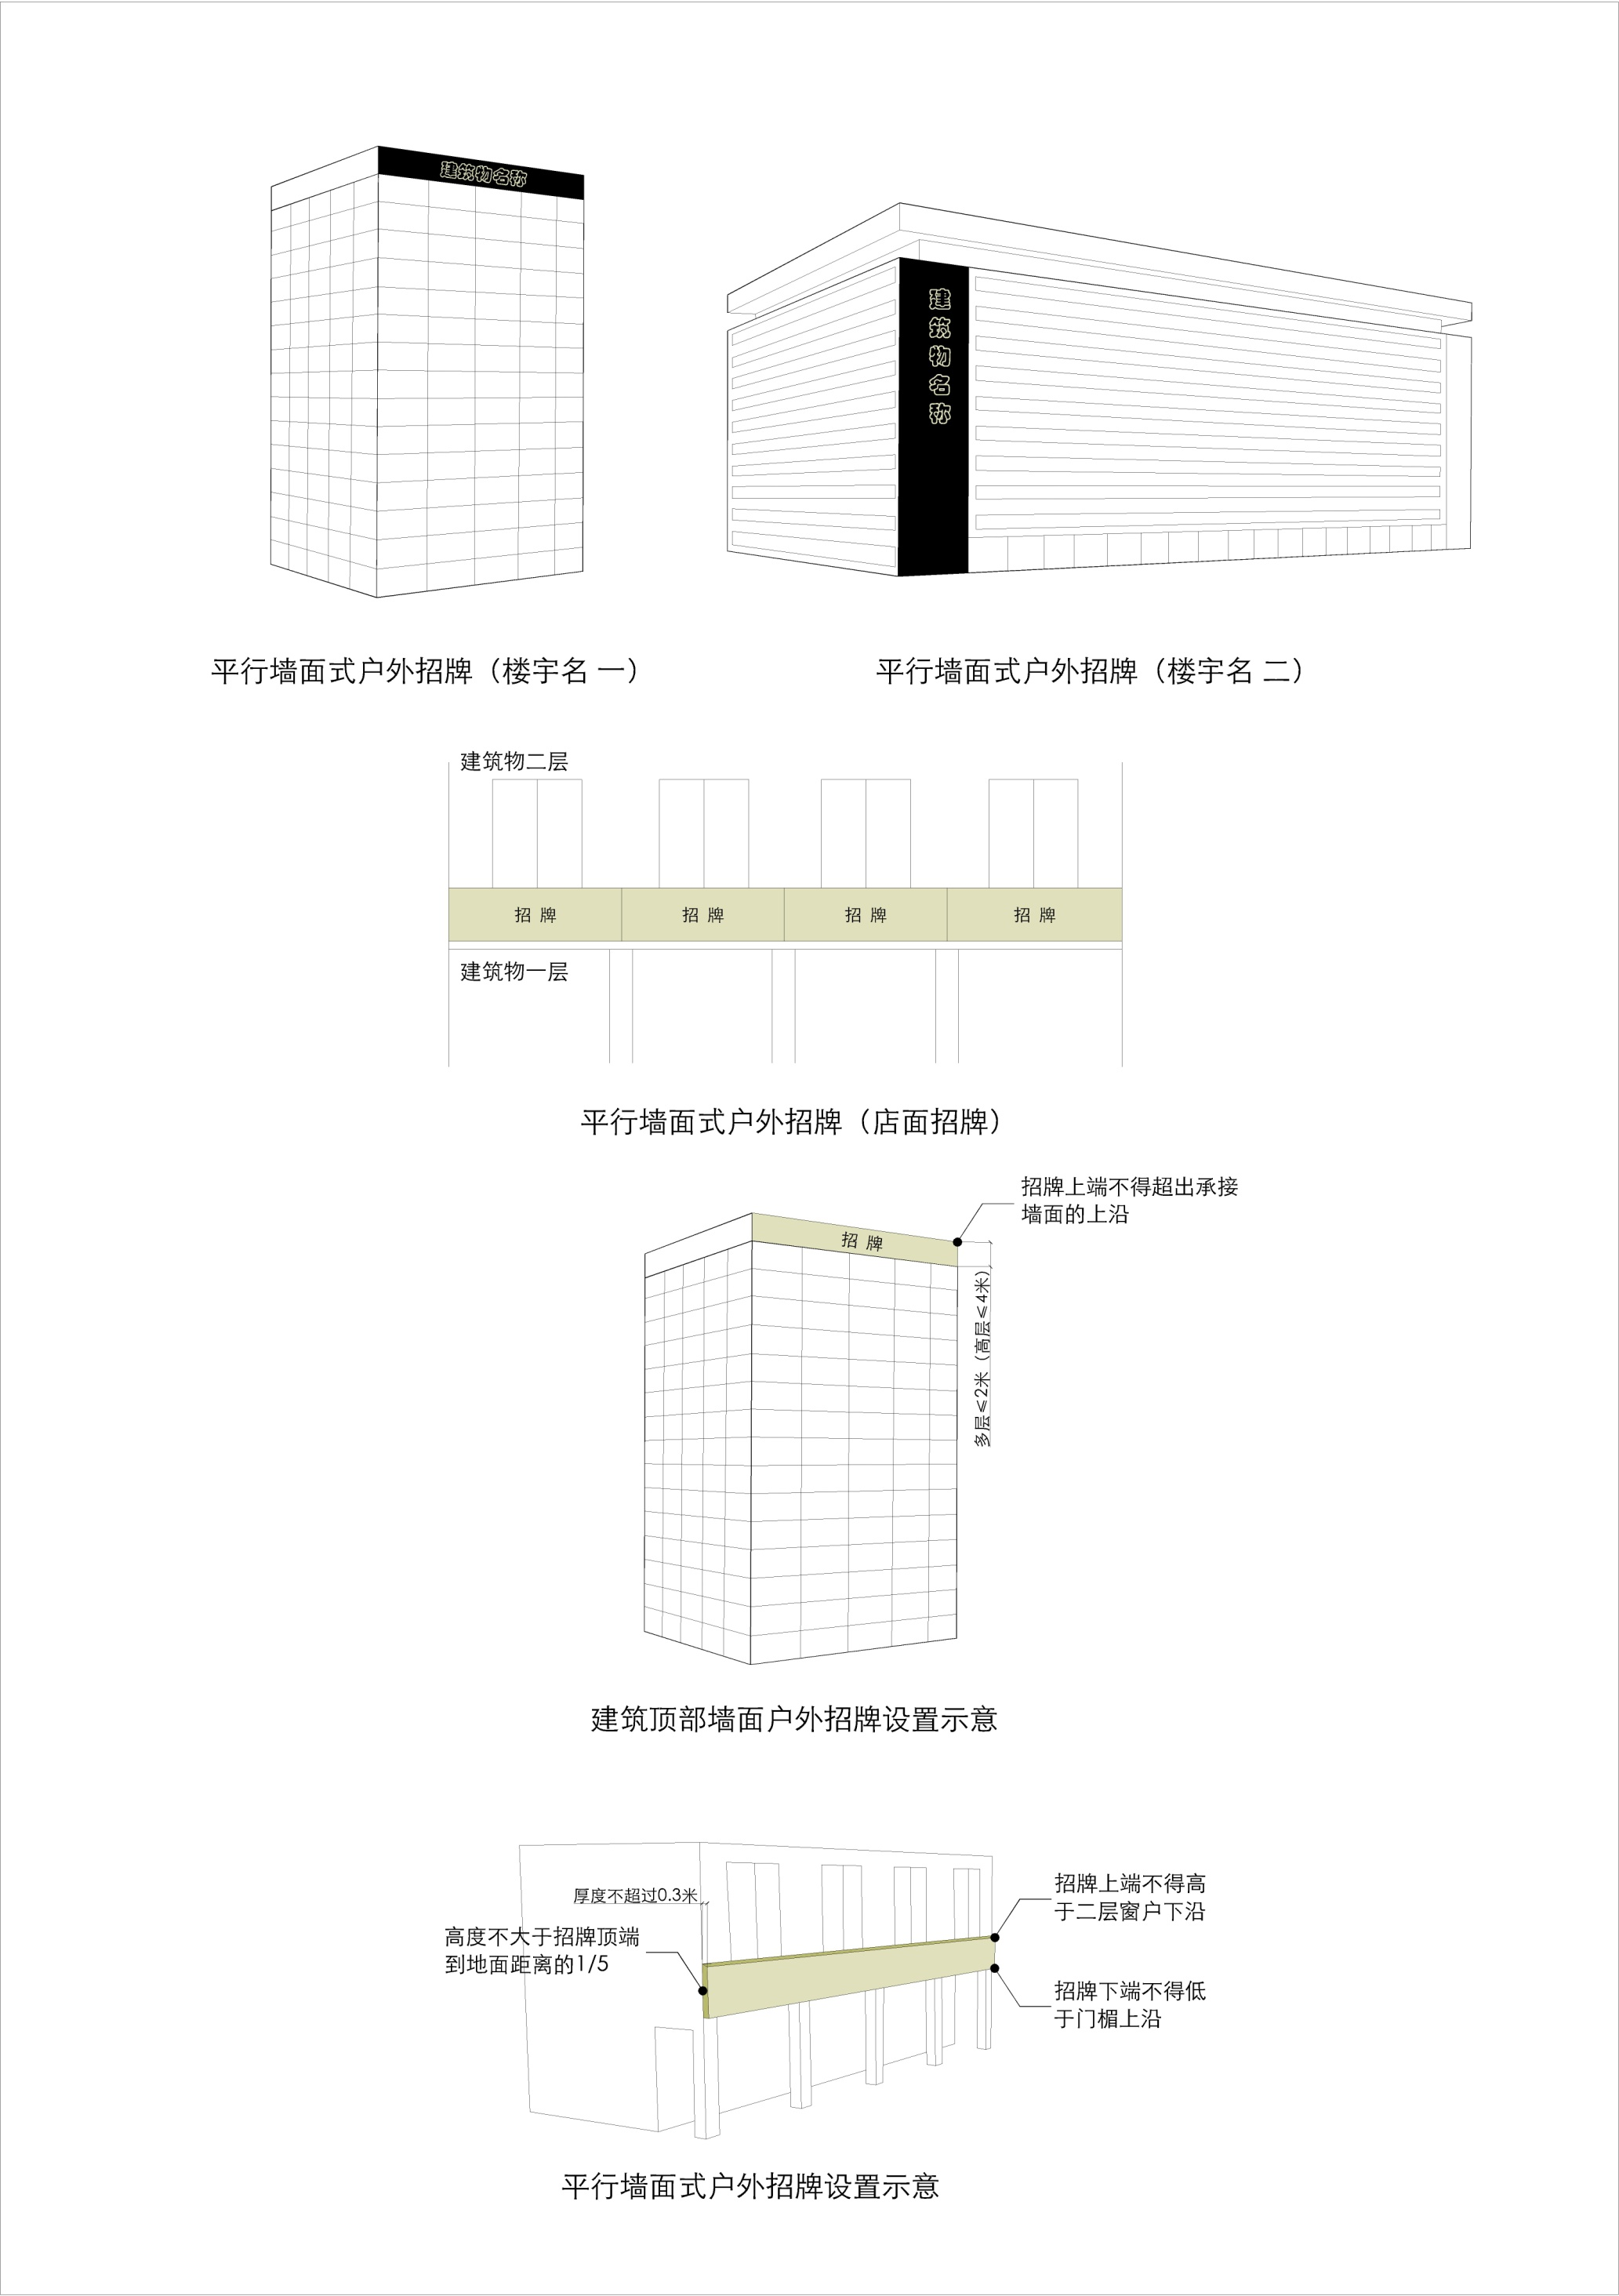 建筑物名称
建筑物名称
平行墙面式户外招牌（楼宇名 一）
平行墙面式户外招牌（楼宇名 二）
建筑物二层
招 牌
招 牌
招 牌
招 牌
建筑物一层
平行墙面式户外招牌（店面招牌）
招牌上端不得超出承接
墙面的上沿
招 牌
多层≤2米（高层≤4米）
建筑顶部墙面户外招牌设置示意
厚度不超过0.3米
高度不大于招牌顶端
到地面距离的1/5
招牌上端不得高
于二层窗户下沿
招牌下端不得低
于门楣上沿
平行墙面式户外招牌设置示意